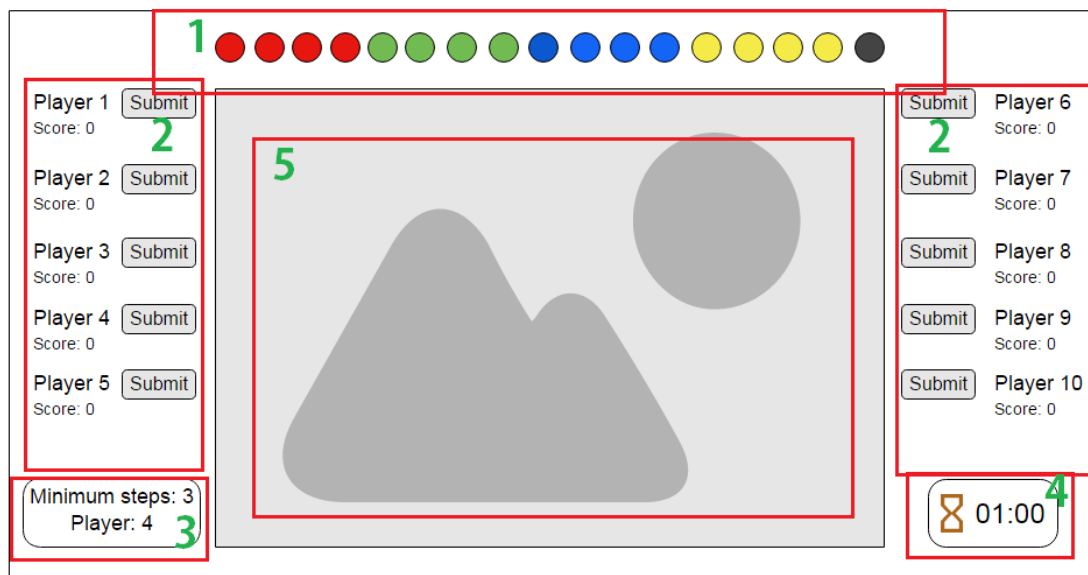 1
Player 1 Submit
Score: 0
2
Player 2 Submit
Score: 0
Player 3 Submit
Score: 0
Player 4 Submit
Score: 0
Player 5 Submit
Score: 0
Minimum steps: 3
Player: 4
3
5
Submit Player 6
Score: 0
2
Submit Player 7
Score: 0
Submit Player 8
Score: 0
Submit Player 9
Score: 0
Submit Player 10
Score: 0
4
01:00